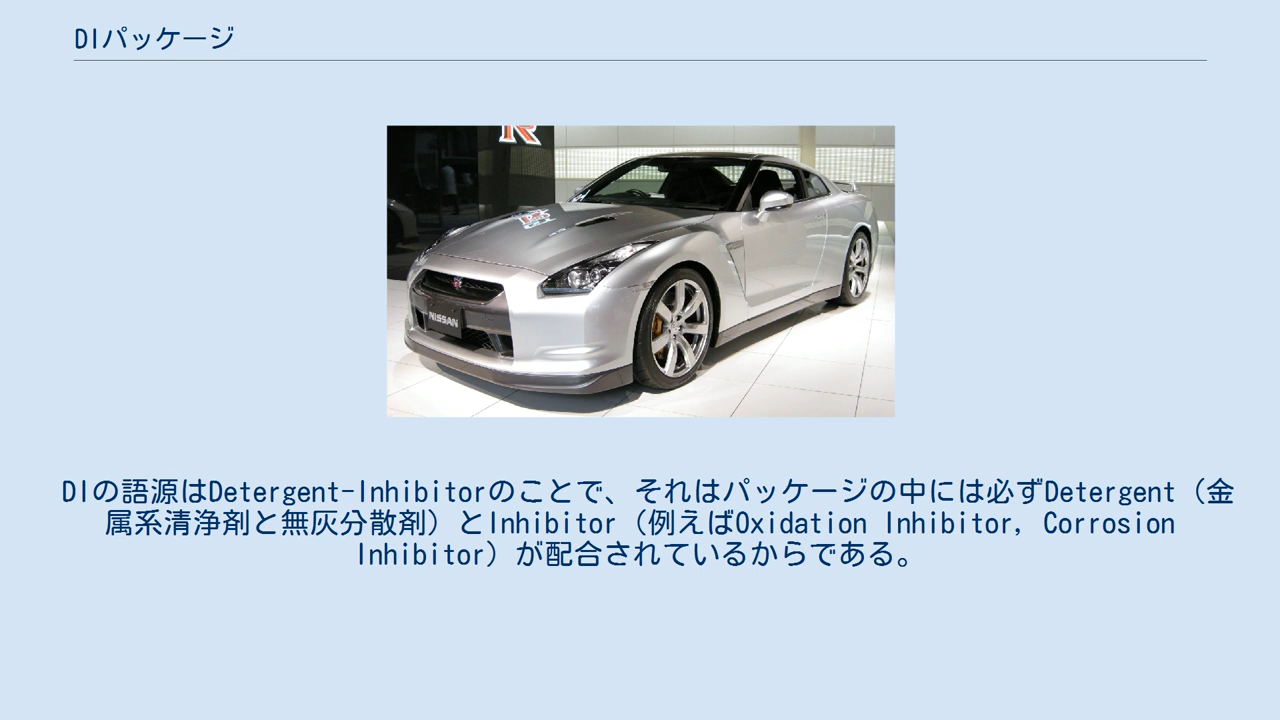 DIパッケージ
R
NISSAN
DIの語源はDetergent-Inhibitorのことで、それはパッケージの中には必ずDetergent（金
属系清浄剤と無灰分散剤）とInhibitor（例えばOxidation Inhibitor, Corrosion
Inhibitor）が配合されているからである。